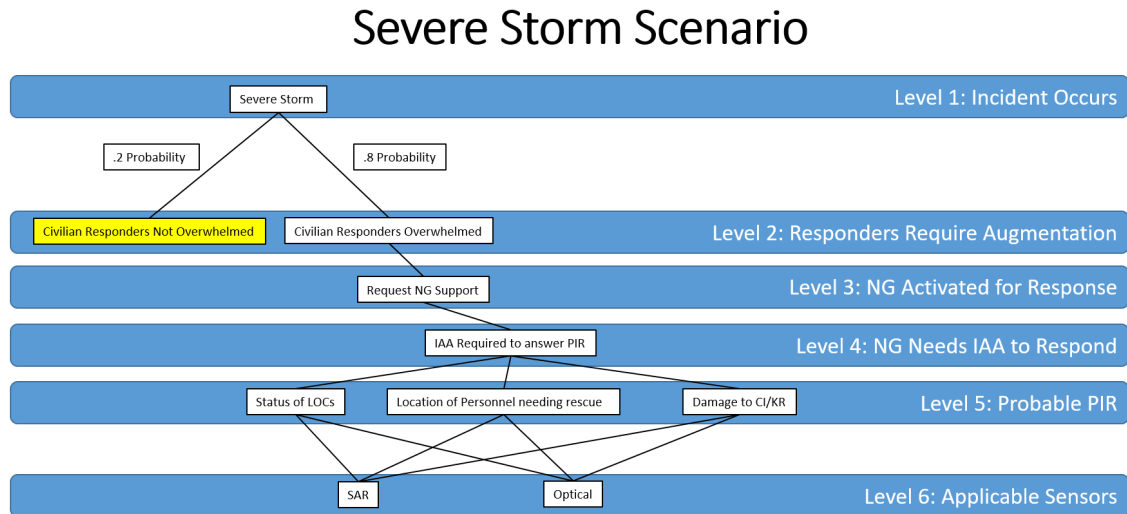 Severe Storm Scenario
Severe Storm
Level 1: Incident Occurs
.2 Probability
.8 Probability
Civilian Responders Not Overwhelmed
Civilian Responders Overwhelmed
Level 2: Responders Require Augmentation
Request NG Support
Level 3: NG Activated for Response
IAA Required to answer PIR
Level 4: NG Needs IAA to Respond
Status of LOCs
Location of Personnel needing rescue
Damage to CI/KR
Level 5: Probable PIR
SAR
Optical
Level 6: Applicable Sensors